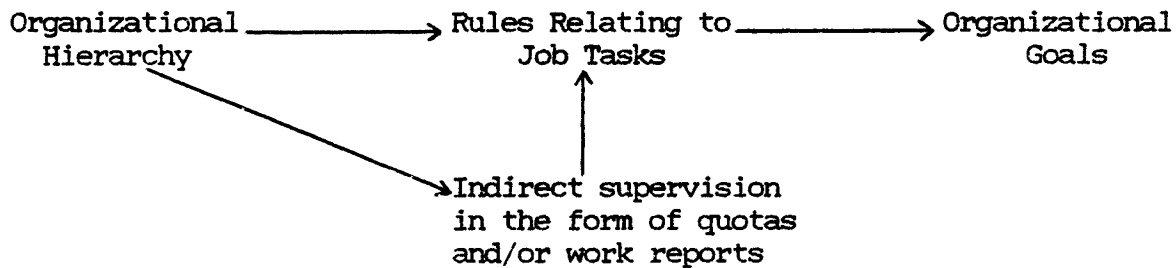 Organizational
Hierarchy
Rules Relating to
Job Tasks
Organizational
Goals
Indirect supervision
in the form of quotas
and/or work reports